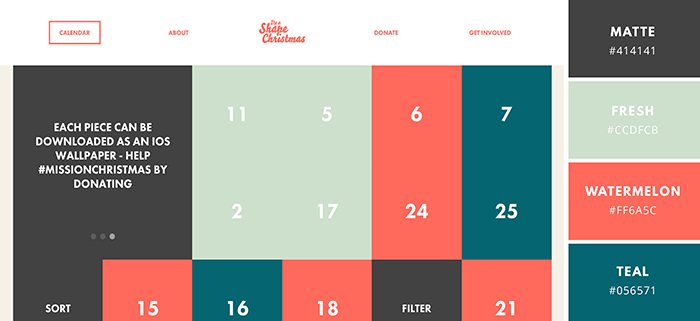 CALENDAR
ABOUT
It's a
Shape
Christmas
DONATE
GET INVOLVED
EACH PIECE CAN BE
DOWNLOADED AS AN IOS
WALLPAPER - HELP
#MISSIONCHRISTMAS BY
DONATING
11 5 6 7
2 17 24 25
SORT 15 16 18 FILTER 21
MATTE
#414141
FRESH
#CCDFCB
WATERMELON
#FF6A5C
TEAL
#056571